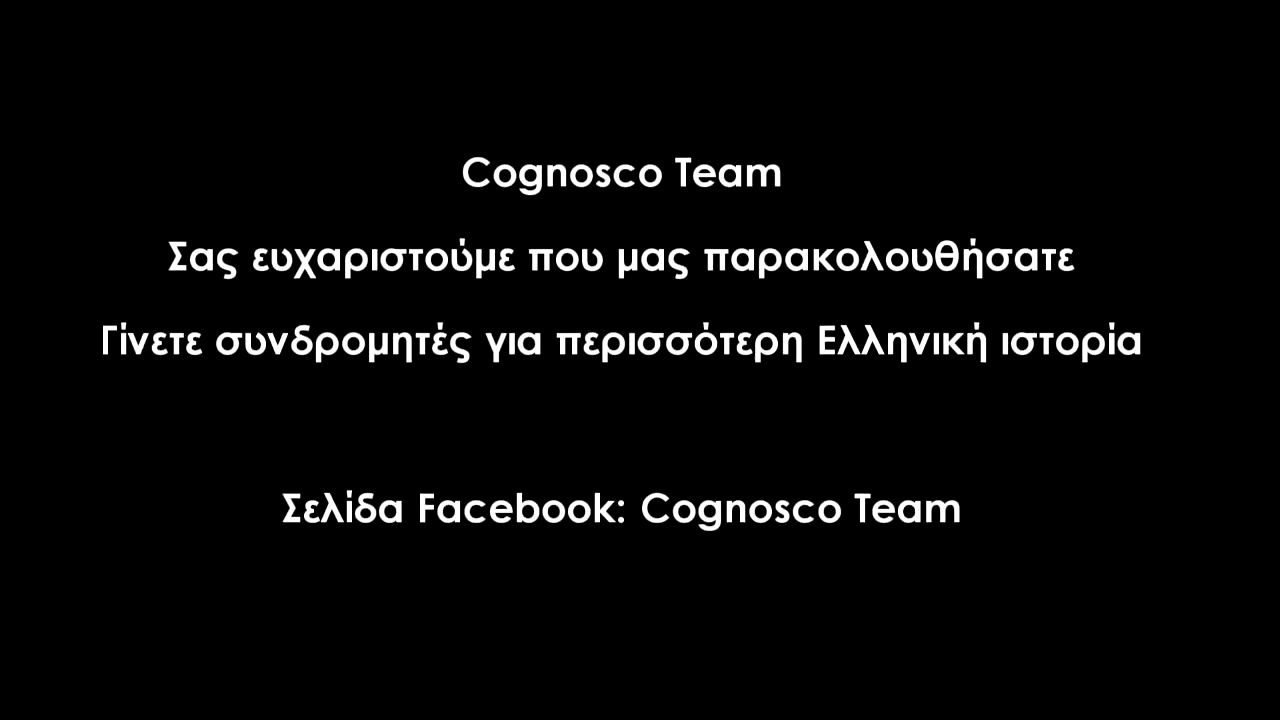 Cognosco Team
Σας ευχαριστούμε που μας παρακολουθήσατε
Γίνετε συνδρομητές για περισσότερη Ελληνική ιστορία
Σελίδα Facebook: Cognosco Team